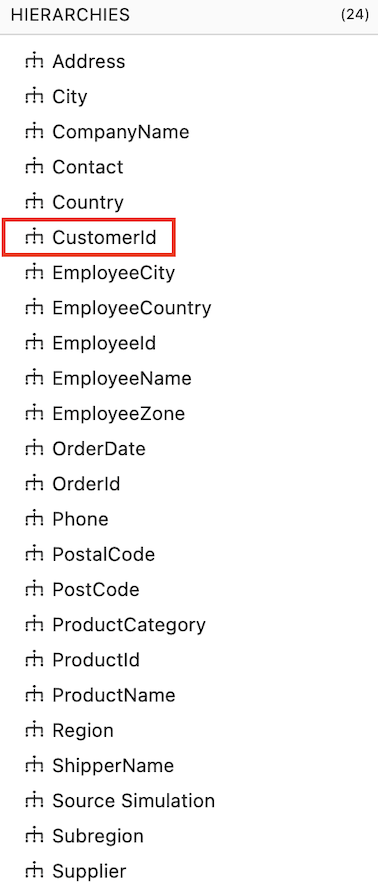 HIERARCHIES (24)
Address
City
CompanyName
Contact
Country
CustomerId
EmployeeCity
EmployeeCountry
EmployeeId
EmployeeName
EmployeeZone
OrderDate
OrderId
Phone
PostalCode
PostCode
ProductCategory
ProductId
ProductName
Region
ShipperName
Source Simulation
Subregion
Supplier